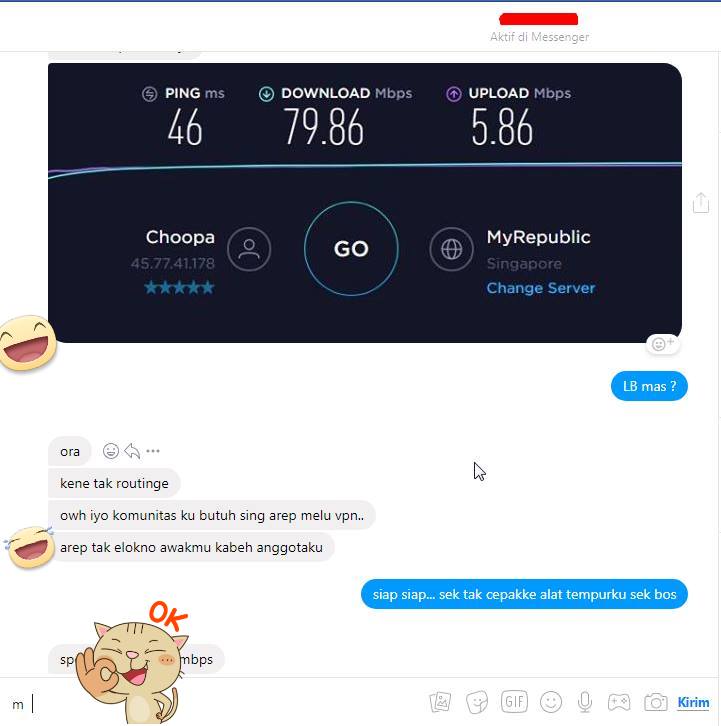 Aktif di Messenger
PING ms
46
DOWNLOAD Mbps
79.86
UPLOAD Mbps
5.86
Choopa
45.77.41.178
GO
MyRepublic
Singapore
Change Server
LB mas ?
ora
kene tak routinge
owh iyo komunitas ku butuh sing arep melu vpn..
arep tak elokno awakmu kabeh anggotaku
siap siap... sek tak cepakke alat tempurku sek bos
OK
mbps
m
GIF
Kirim